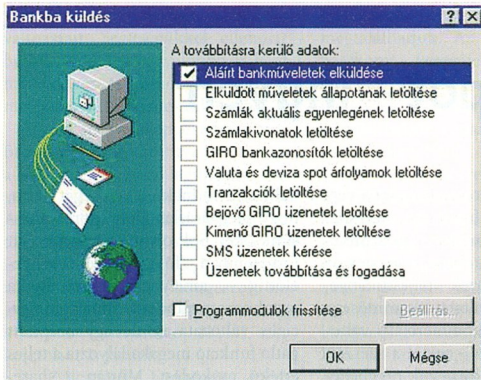 Bankba küldés
A továbbításra kerülő adatok:
Aláírt bankműveletek elküldése
Elküldött műveletek állapotának letöltése
Számlák aktuális egyenlegének letöltése
Számlakivonatok letöltése
GIRO bankazonosítók letöltése
Valuta és deviza spot árfolyamok letöltése
Tranzakciók letöltése
Bejövő GIRO üzenetek letöltése
Kimenő GIRO üzenetek letöltése
SMS üzenetek kérése
Üzenetek továbbítása és fogadása
Programmodulok frissítése
Beállítás...
OK
Mégse